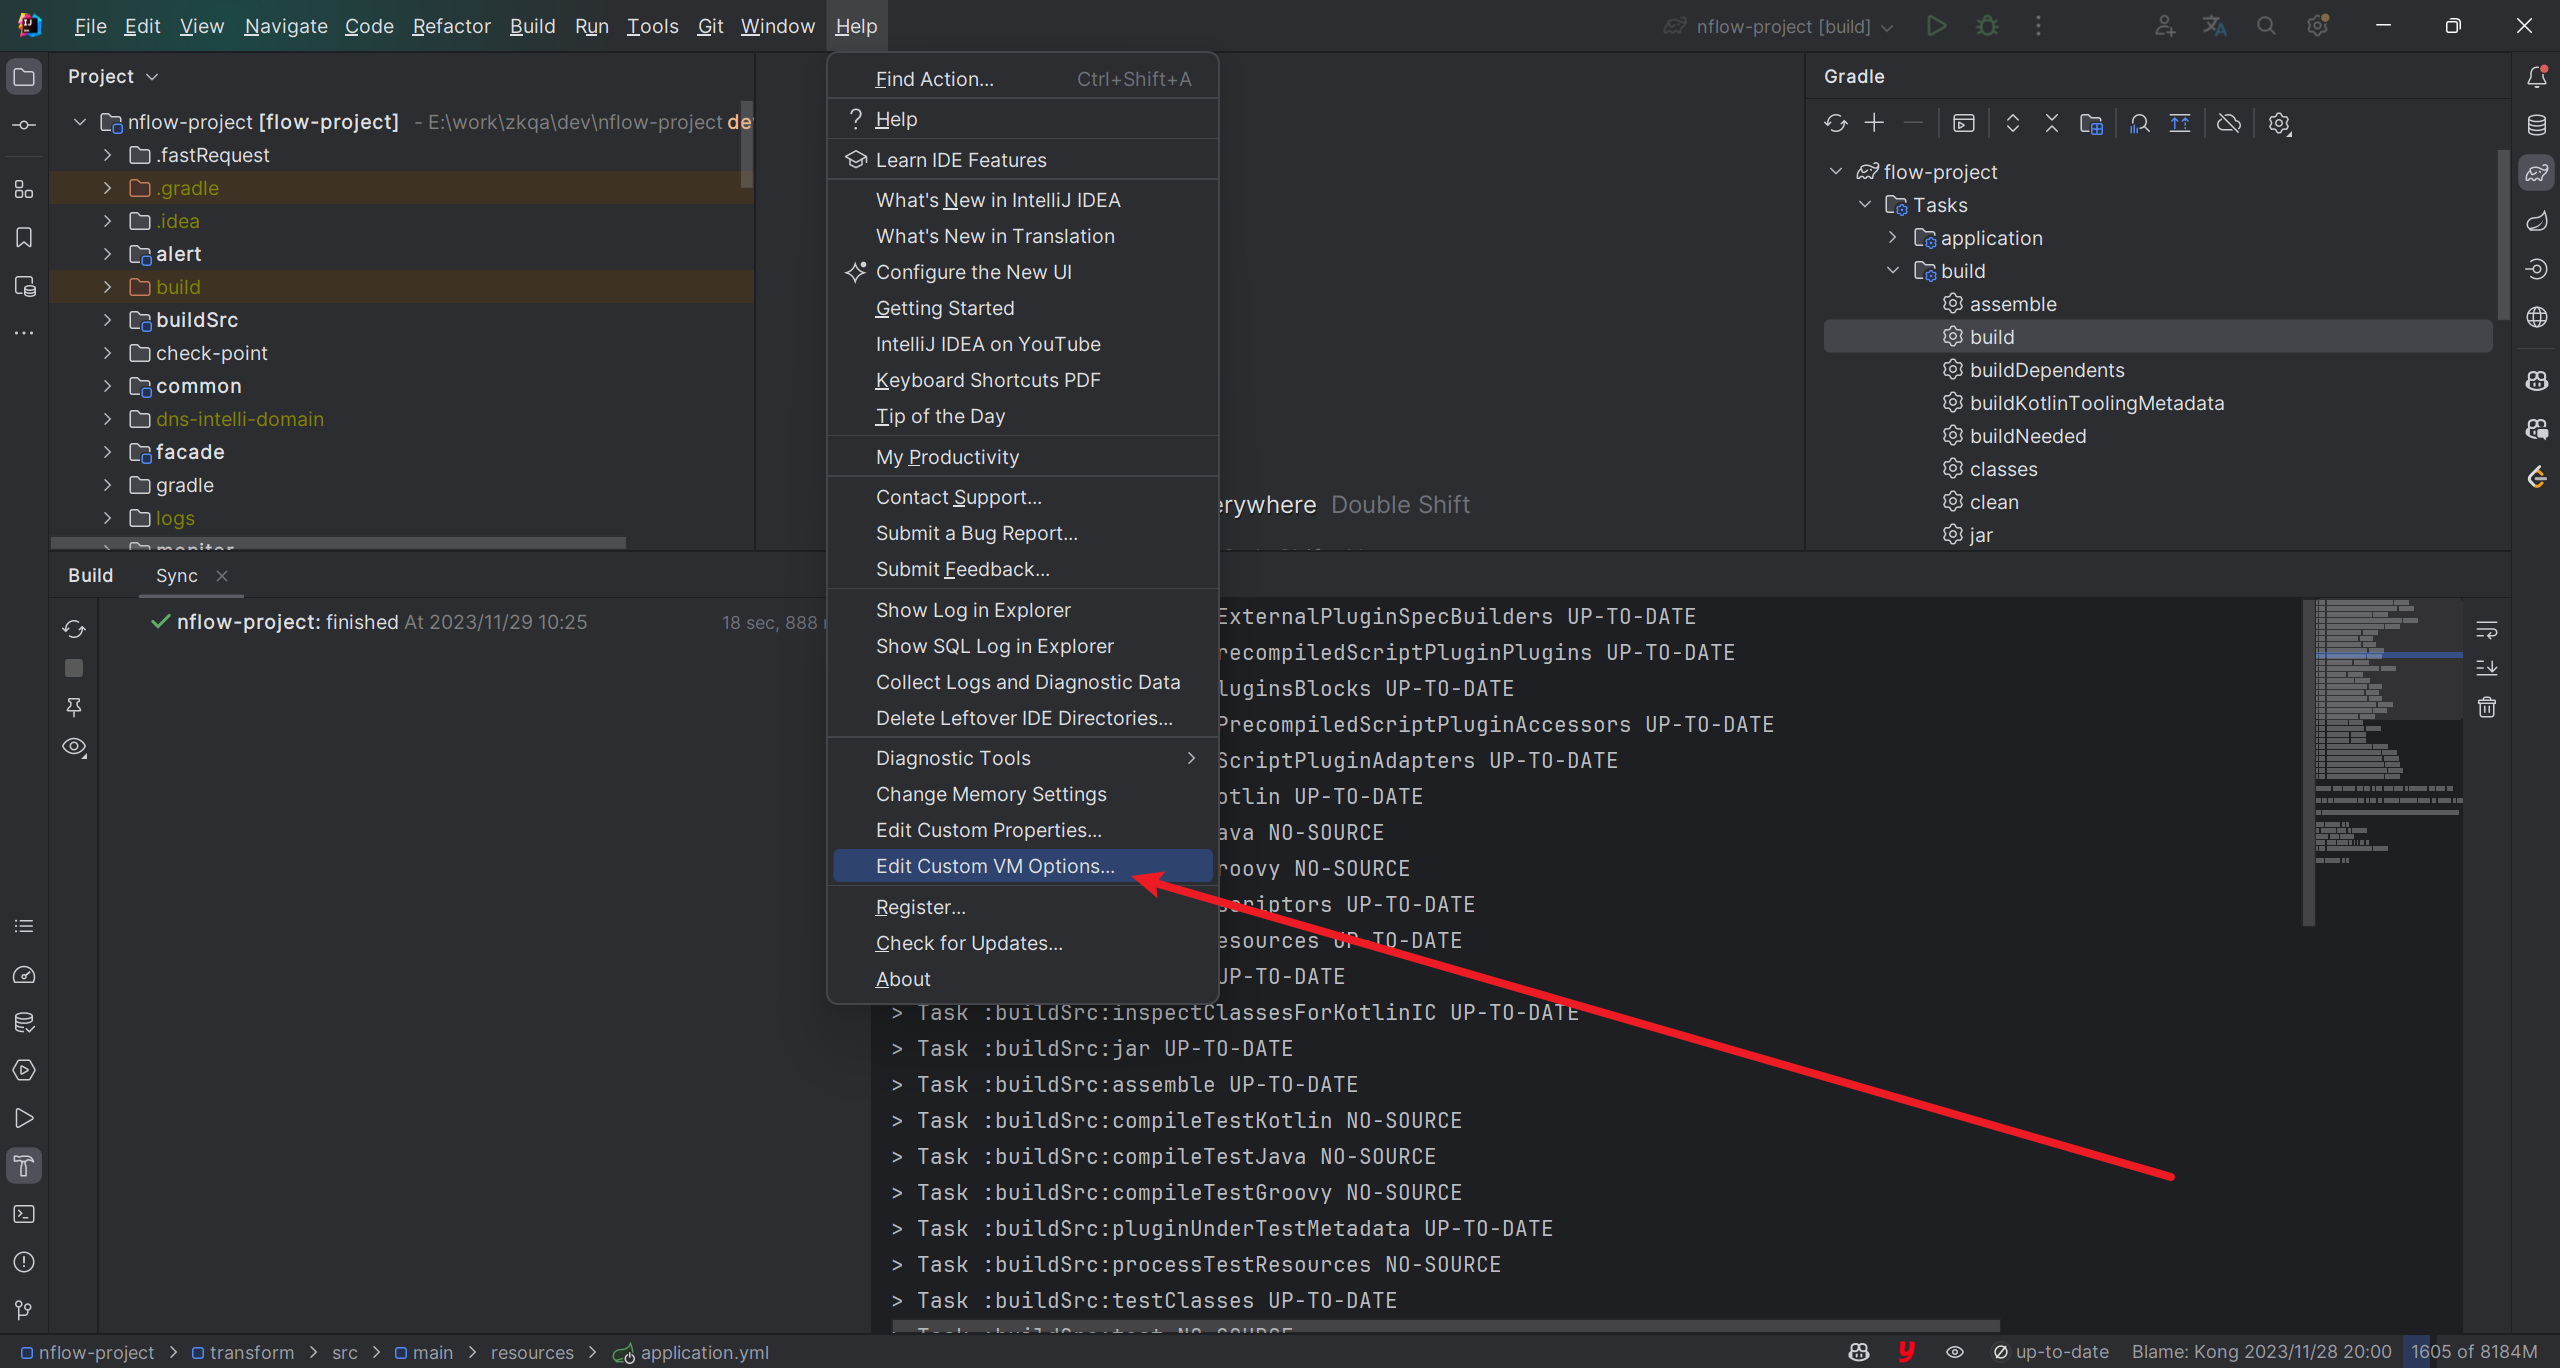 File Edit View Navigate Code Refactor Build Run Tools Git Window Help
nflow-project [build]
Project
nflow-project [flow-project] - E:\work\zkqa\dev\nflow-project
.fastRequest
.gradle
.idea
alert
build
buildSrc
check-point
common
dns-intelli-domain
facade
gradle
logs
monitor
Find Action... Ctrl+Shift+A
Help
Learn IDE Features
What's New in IntelliJ IDEA
What's New in Translation
Configure the New UI
Getting Started
IntelliJ IDEA on YouTube
Keyboard Shortcuts PDF
Tip of the Day
My Productivity
Contact Support...
Submit a Bug Report...
Submit Feedback...
Show Log in Explorer
Show SQL Log in Explorer
Collect Logs and Diagnostic Data
Delete Leftover IDE Directories...
Diagnostic Tools
Change Memory Settings
Edit Custom Properties...
Edit Custom VM Options...
Register...
Check for Updates...
About
erywhere Double Shift
Gradle
flow-project
Tasks
application
build
assemble
build
buildDependents
buildKotlinToolingMetadata
buildNeeded
classes
clean
jar
Build Sync
nflow-project: finished At 2023/11/29 10:25 18 sec, 888
ExternalPluginSpecBuilders UP-TO-DATE
recompiledScriptPluginPlugins UP-TO-DATE
luginsBlocks UP-TO-DATE
PrecompiledScriptPluginAccessors UP-TO-DATE
ScriptPluginAdapters UP-TO-DATE
otlin UP-TO-DATE
ava NO-SOURCE
roovy NO-SOURCE
scriptors UP-TO-DATE
esources UP-TO-DATE
UP-TO-DATE
> Task :buildSrc:inspectClassesForKotlinIC UP-TO-DATE
> Task :buildSrc:jar UP-TO-DATE
> Task :buildSrc:assemble UP-TO-DATE
> Task :buildSrc:compileTestKotlin NO-SOURCE
> Task :buildSrc:compileTestJava NO-SOURCE
> Task :buildSrc:compileTestGroovy NO-SOURCE
> Task :buildSrc:pluginUnderTestMetadata UP-TO-DATE
> Task :buildSrc:processTestResources NO-SOURCE
> Task :buildSrc:testClasses UP-TO-DATE
> Task :buildSrc:test NO-SOURCE
nflow-project > transform > src > main > resources > application.yml
up-to-date Blame: Kong 2023/11/28 20:00 1605 of 8184M